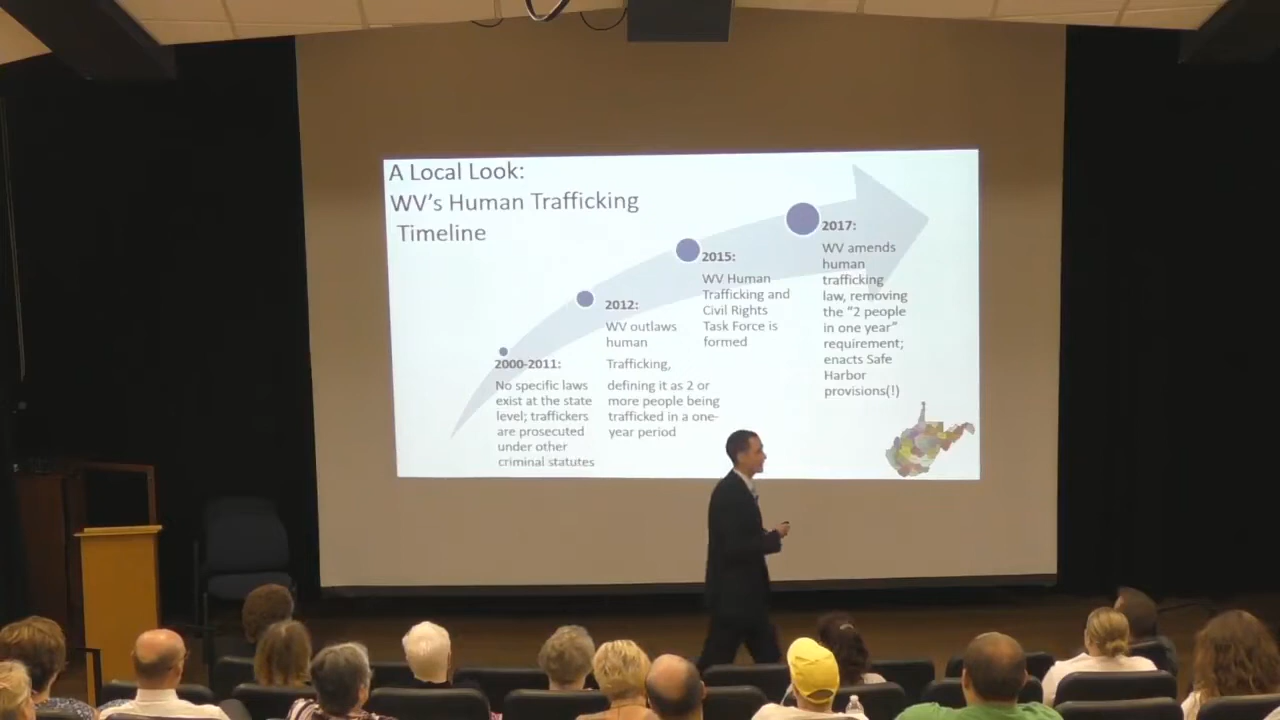 A Local Look:
WV's Human Trafficking
Timeline
2000-2011:
No specific laws
exist at the state
level; traffickers
are prosecuted
under other
criminal statutes
2012:
WV outlaws
human
Trafficking,
defining it as 2 or
more people being
trafficked in a one-
year period
2015:
WV Human
Trafficking and
Civil Rights
Task Force is
formed
2017:
WV amends
human
trafficking
law, removing
the "2 people
in one year"
requirement;
enacts Safe
Harbor
provisions(!)